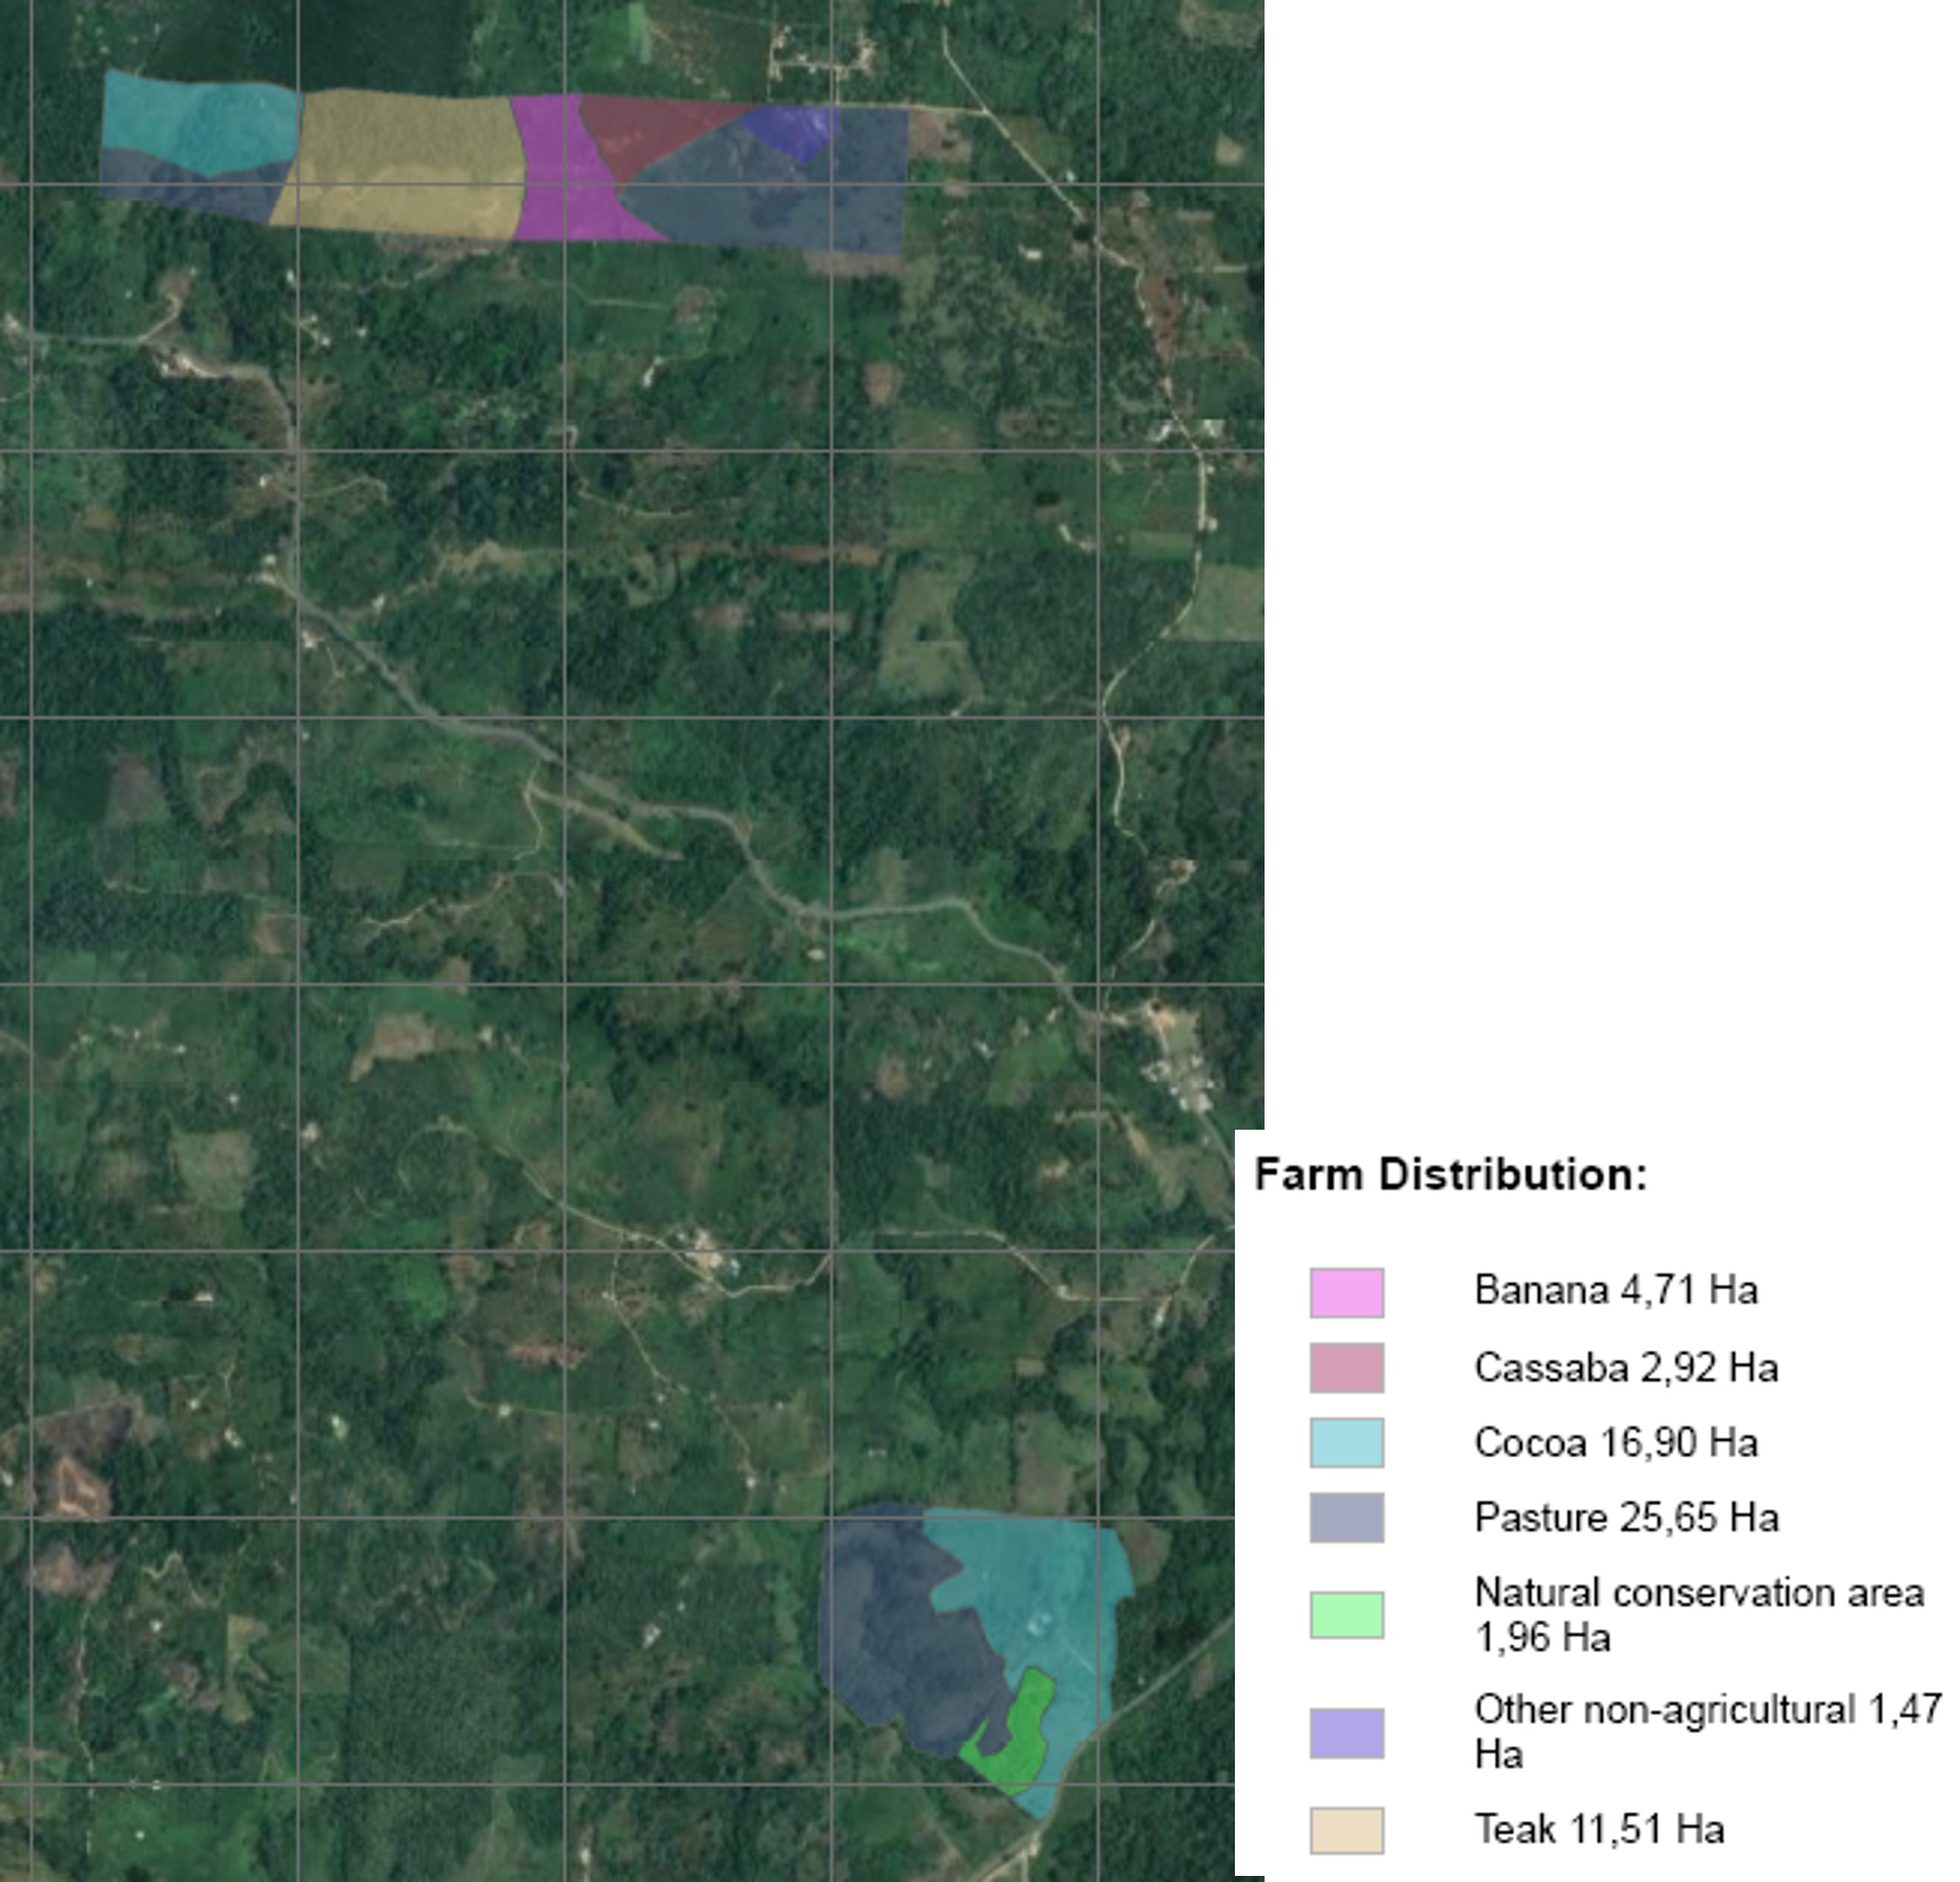 Farm Distribution:
Banana 4,71 Ha
Cassaba 2,92 Ha
Cocoa 16,90 Ha
Pasture 25,65 Ha
Natural conservation area
1,96 Ha
Other non-agricultural 1,47
Ha
Teak 11,51 Ha